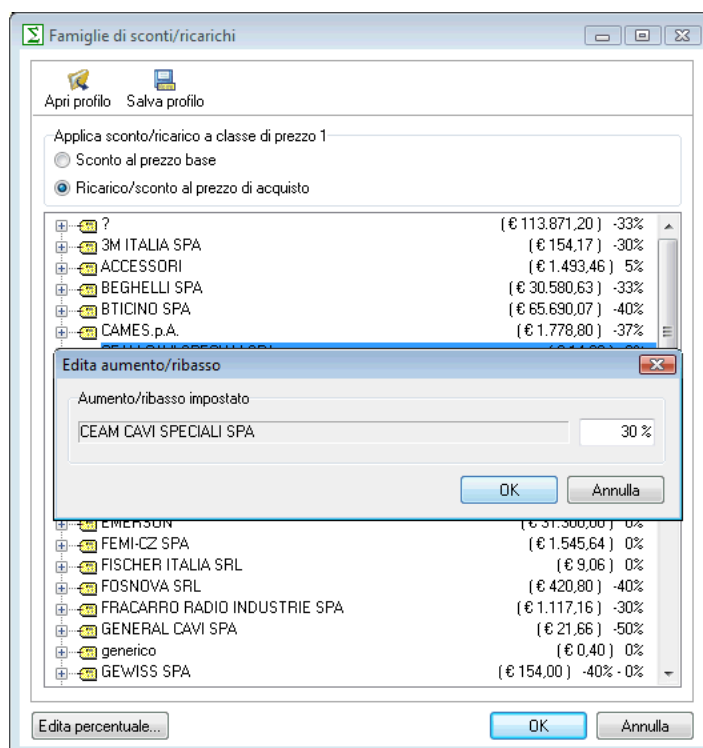 Famiglie di sconti/ricarichi
Apri profilo Salva profilo
Applica sconto/ricarico a classe di prezzo 1
Sconto al prezzo base
Ricarico/sconto al prezzo di acquisto
? ( € 113.871,20 ) -33%
3M ITALIA SPA ( € 154,17 ) -30%
ACCESSORI ( € 1.493,46 ) 5%
BEGHELLI SPA ( € 30.580,63 ) -33%
BTICINO SPA ( € 65.690,07 ) -40%
CAMES.p.A. ( € 1.778,80 ) -37%
Edita aumento/ribasso
Aumento/ribasso impostato
CEAM CAVI SPECIALI SPA 30 %
OK Annulla
EMERSON ( € 31.300,00 ) 0%
FEMI-CZ SPA ( € 1.545,64 ) 0%
FISCHER ITALIA SRL ( € 9,06 ) 0%
FOSNOVA SRL ( € 420,80 ) -40%
FRACARRO RADIO INDUSTRIE SPA ( € 1.117,16 ) -30%
GENERAL CAVI SPA ( € 21,66 ) -50%
generico ( € 0,40 ) 0%
GEWISS SPA ( € 154,00 ) -40% - 0%
Edita percentuale... OK Annulla